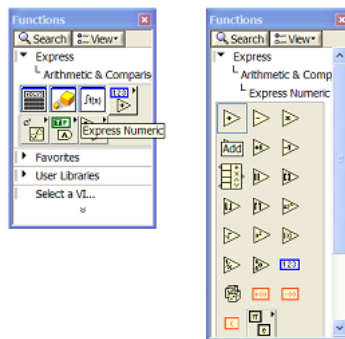 Functions
Search View
Express
Arithmetic & Comparis
Express Numeric
Favorites
User Libraries
Select a VI...
Functions
Search View
Express
Arithmetic & Comp
Express Numeric
Add
123